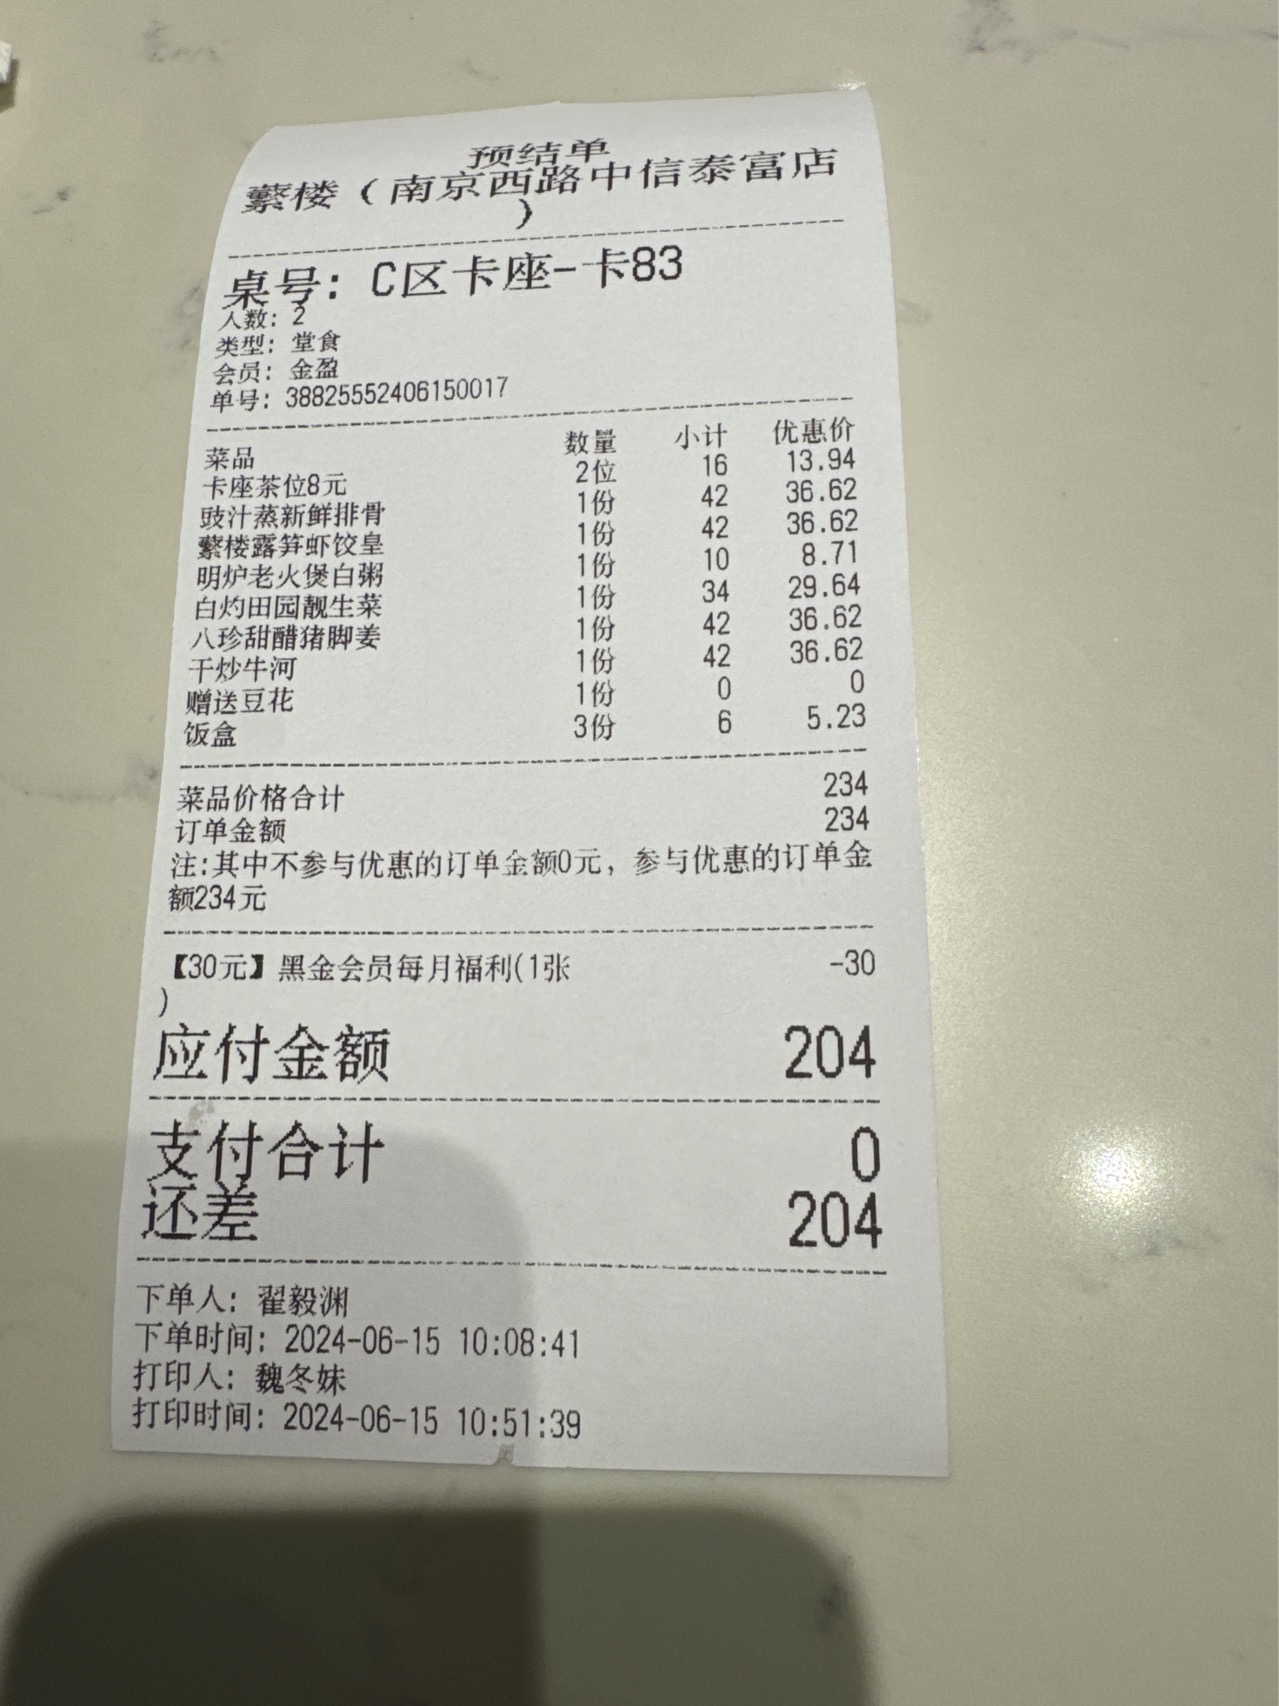 预结单
蘩楼（南京西路中信泰富店
）
桌号：C区卡座-卡83
人数：2
类型：堂食
会员：金盈
单号：38825552406150017
菜品 数量 小计 优惠价
卡座茶位8元 2位 16 13.94
豉汁蒸新鲜排骨 1份 42 36.62
蘩楼露笋虾饺皇 1份 42 36.62
明炉老火煲白粥 1份 10 8.71
白灼田园靓生菜 1份 34 29.64
八珍甜醋猪脚姜 1份 42 36.62
干炒牛河 1份 42 36.62
赠送豆花 1份 0 0
饭盒 3份 6 5.23
菜品价格合计 234
订单金额 234
注:其中不参与优惠的订单金额0元，参与优惠的订单金
额234元
【30元】黑金会员每月福利(1张 -30
)
应付金额 204
支付合计 0
还差 204
下单人：翟毅渊
下单时间：2024-06-15 10:08:41
打印人：魏冬妹
打印时间：2024-06-15 10:51:39